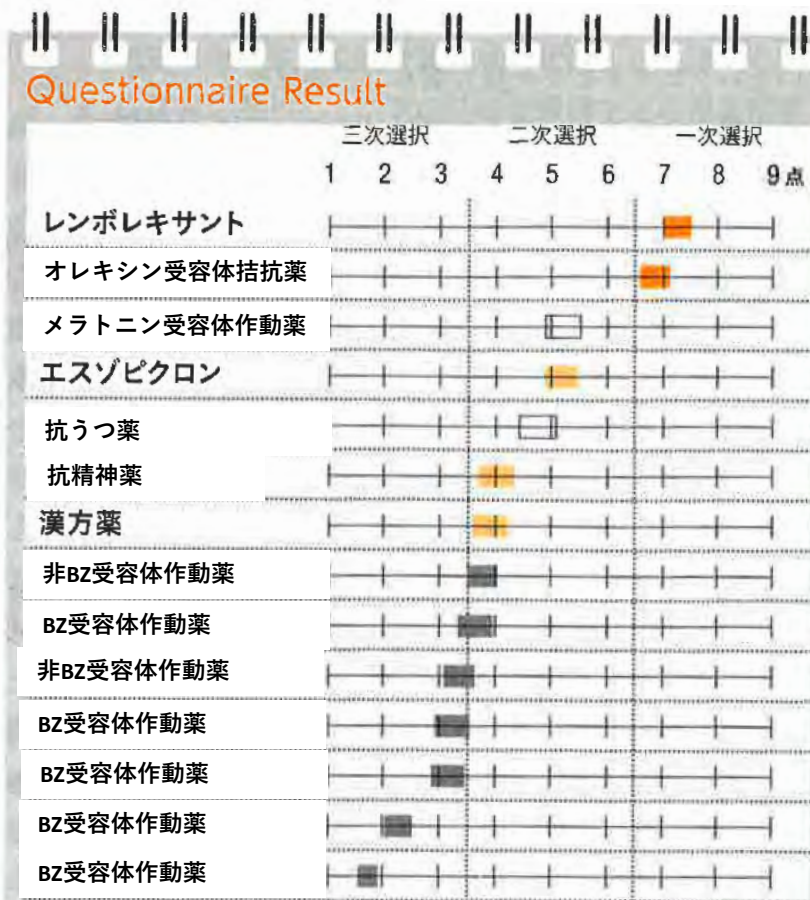 Questionnaire Result
三次選択 二次選択 一次選択
1 2 3 4 5 6 7 8 9点
レンボレキサント
オレキシン受容体拮抗薬
メラトニン受容体作動薬
エスゾピクロン
抗うつ薬
抗精神薬
漢方薬
非BZ受容体作動薬
BZ受容体作動薬
非BZ受容体作動薬
BZ受容体作動薬
BZ受容体作動薬
BZ受容体作動薬
BZ受容体作動薬